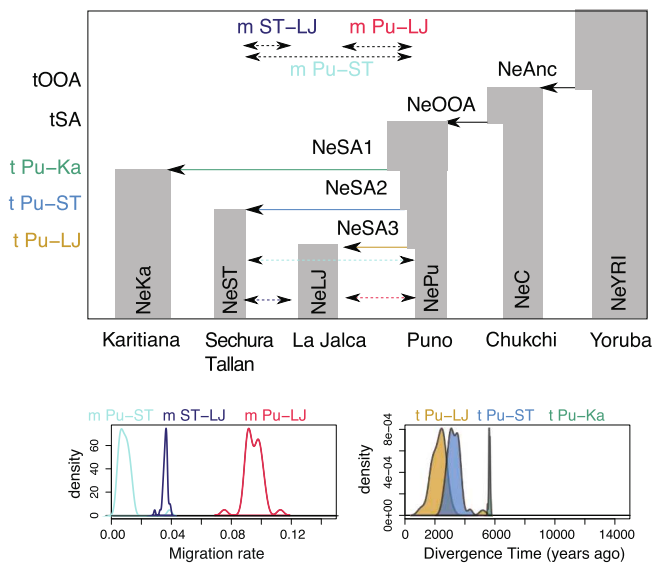 m ST−LJ
m Pu−LJ
m Pu−ST
tOOA
NeAnc
tSA
NeOOA
t Pu−Ka
NeSA1
t Pu−ST
NeSA2
t Pu−LJ
NeSA3
NeKa
NeST
NeLJ
NePu
NeC
NeYRI
Karitiana
Sechura
Tallan
La Jalca
Puno
Chukchi
Yoruba
m Pu−ST
m ST−LJ
m Pu−LJ
density
0
20
40
60
0.00
0.04
0.08
0.12
Migration rate
t Pu−LJ
t Pu−ST
t Pu−Ka
density
0e+00
4e−04
8e−04
0
2000
6000
10000
14000
Divergence Time (years ago)